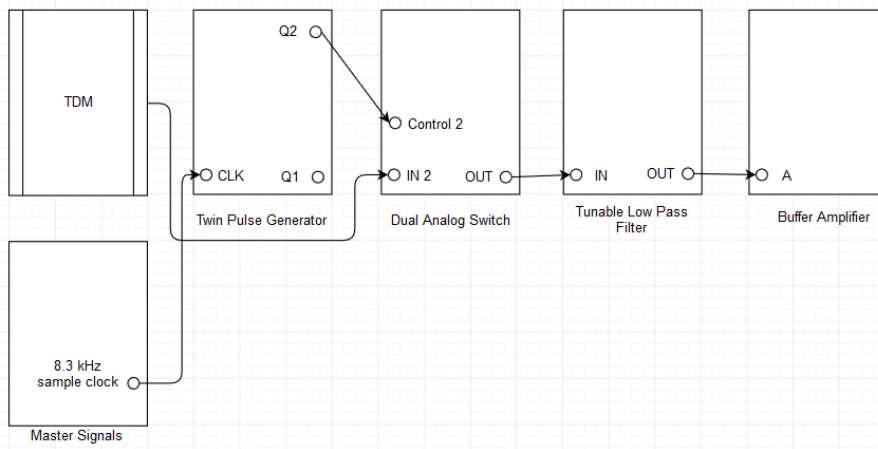 TDM
Q2
Control 2
CLK
Q1
IN 2
OUT
IN
OUT
A
Twin Pulse Generator
Dual Analog Switch
Tunable Low Pass
Filter
Buffer Amplifier
8.3 kHz
sample clock
Master Signals